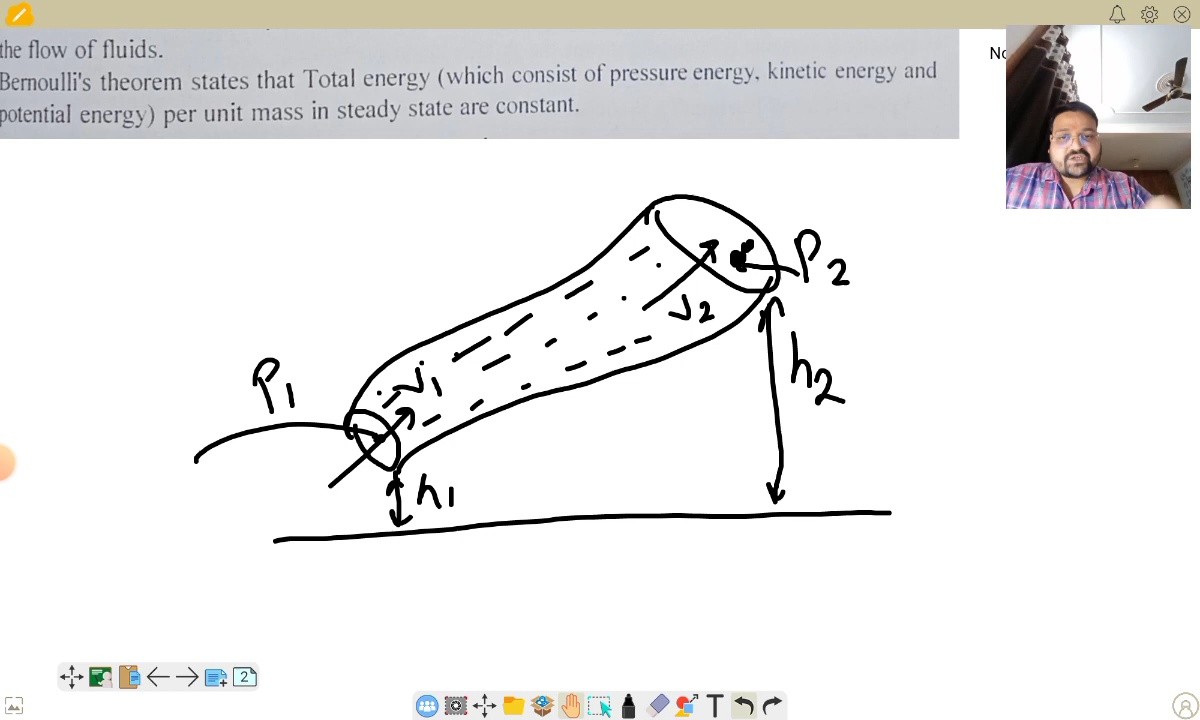 the flow of fluids.
Bernoulli's theorem states that Total energy (which consist of pressure energy, kinetic energy and
potential energy) per unit mass in steady state are constant.
No
P2
V2
h2
P1
V1
h1
2
T